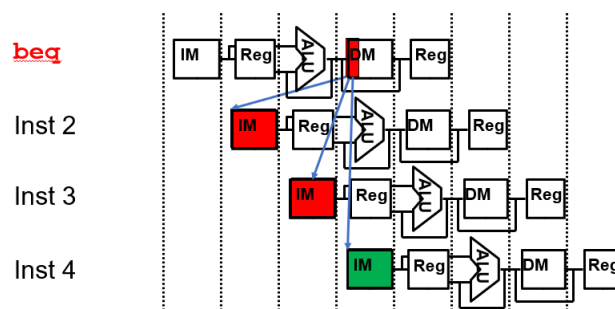 beq IM Reg ALU DM Reg
Inst 2 IM Reg ALU DM Reg
Inst 3 IM Reg ALU DM Reg
Inst 4 IM Reg ALU DM Reg